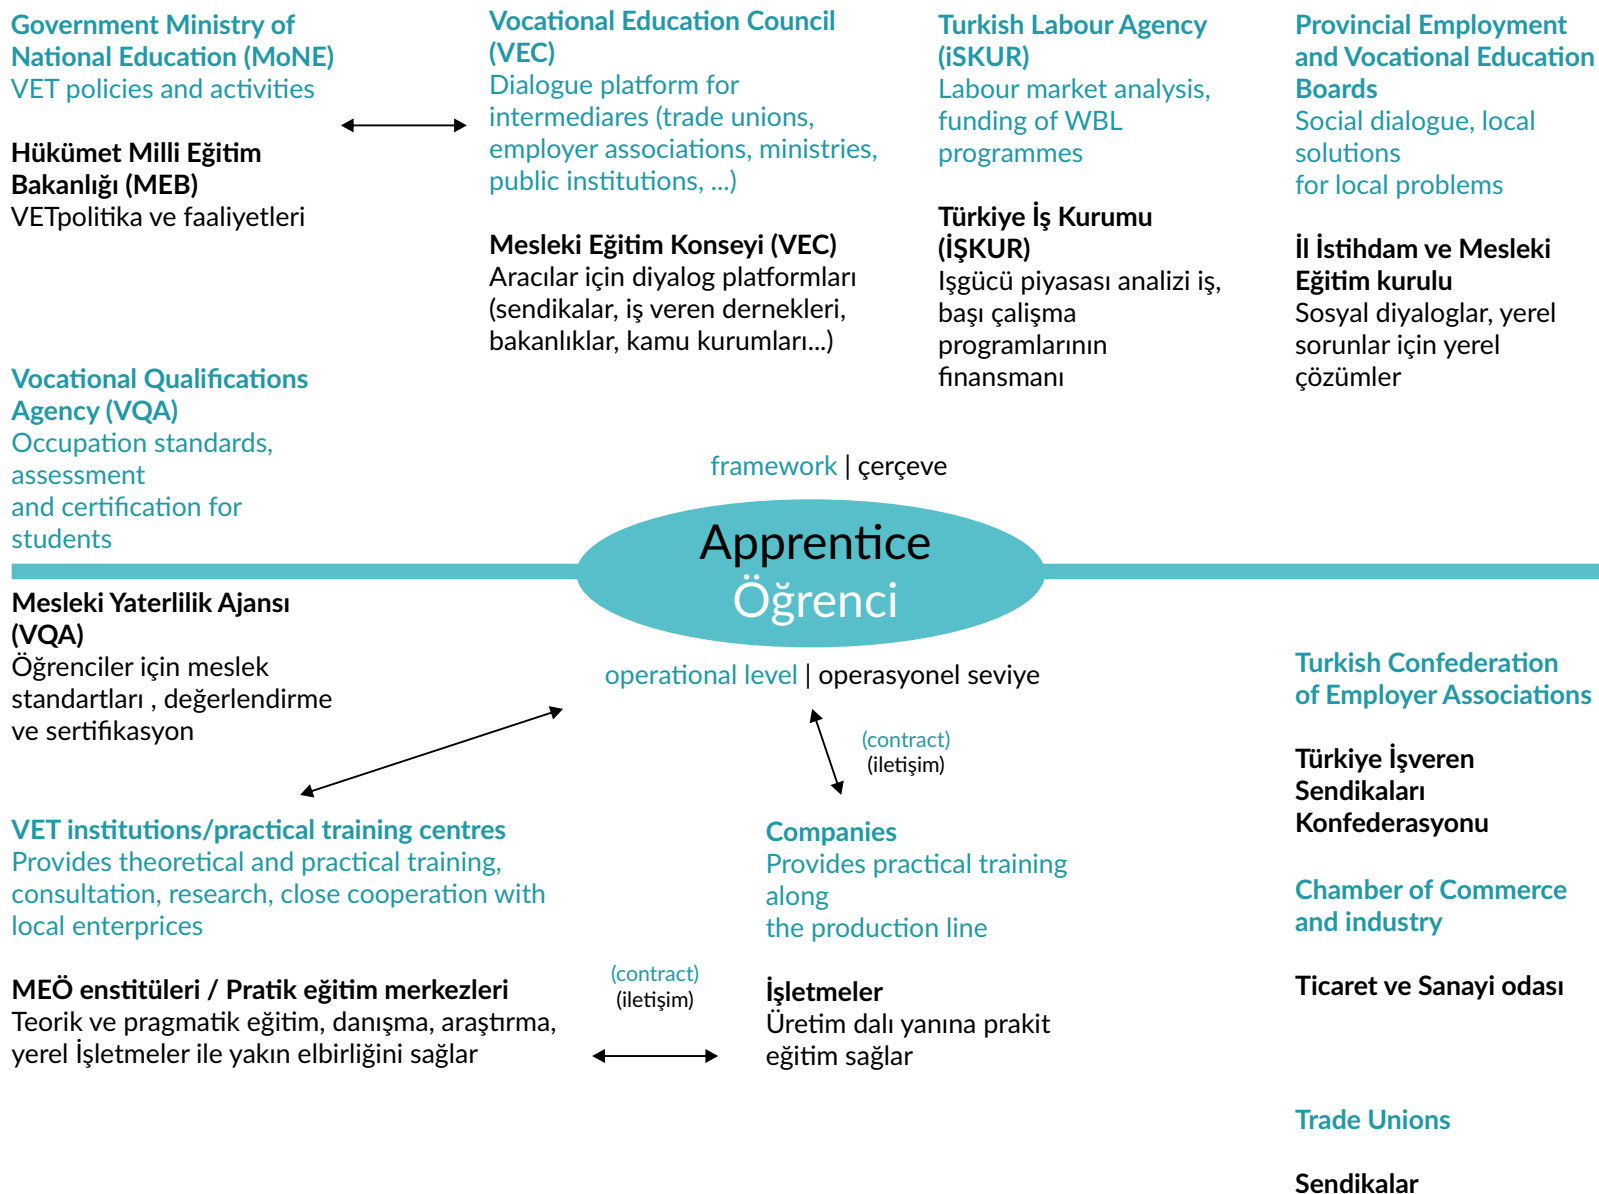 Government Ministry of
National Education (MoNE)
VET policies and activities
Hükümet Milli Eğitim
Bakanlığı (MEB)
VETpolitika ve faaliyetleri
Vocational Education Council
(VEC)
Dialogue platform for
intermediares (trade unions,
employer associations, ministries,
public institutions, ...)
Mesleki Eğitim Konseyi (VEC)
Aracılar için diyalog platformları
(sendikalar, iş veren dernekleri,
bakanlıklar, kamu kurumları...)
Turkish Labour Agency
(iSKUR)
Labour market analysis,
funding of WBL
programmes
Türkiye İş Kurumu
(İŞKUR)
Işgücü piyasası analizi iş,
başı çalişma
programlarının
finansmanı
Provincial Employment
and Vocational Education
Boards
Social dialogue, local
solutions
for local problems
İl İstihdam ve Mesleki
Eğitim kurulu
Sosyal diyaloglar, yerel
sorunlar için yerel
çözümler
Vocational Qualifications
Agency (VQA)
Occupation standards,
assessment
and certification for
students
Mesleki Yaterlilik Ajansı
(VQA)
Öğrenciler için meslek
standartları , değerlendirme
ve sertifikasyon
framework | çerçeve
Apprentice
Öğrenci
operational level | operasyonel seviye
(contract)
(iletişim)
VET institutions/practical training centres
Provides theoretical and practical training,
consultation, research, close cooperation with
local enterprices
MEÖ enstitüleri / Pratik eğitim merkezleri
Teorik ve pragmatik eğitim, danışma, araştırma,
yerel İşletmeler ile yakın elbirliğini sağlar
(contract)
(iletişim)
Companies
Provides practical training
along
the production line
İşletmeler
Üretim dalı yanına prakit
eğitim sağlar
Turkish Confederation
of Employer Associations
Türkiye İşveren
Sendikaları
Konfederasyonu
Chamber of Commerce
and industry
Ticaret ve Sanayi odası
Trade Unions
Sendikalar